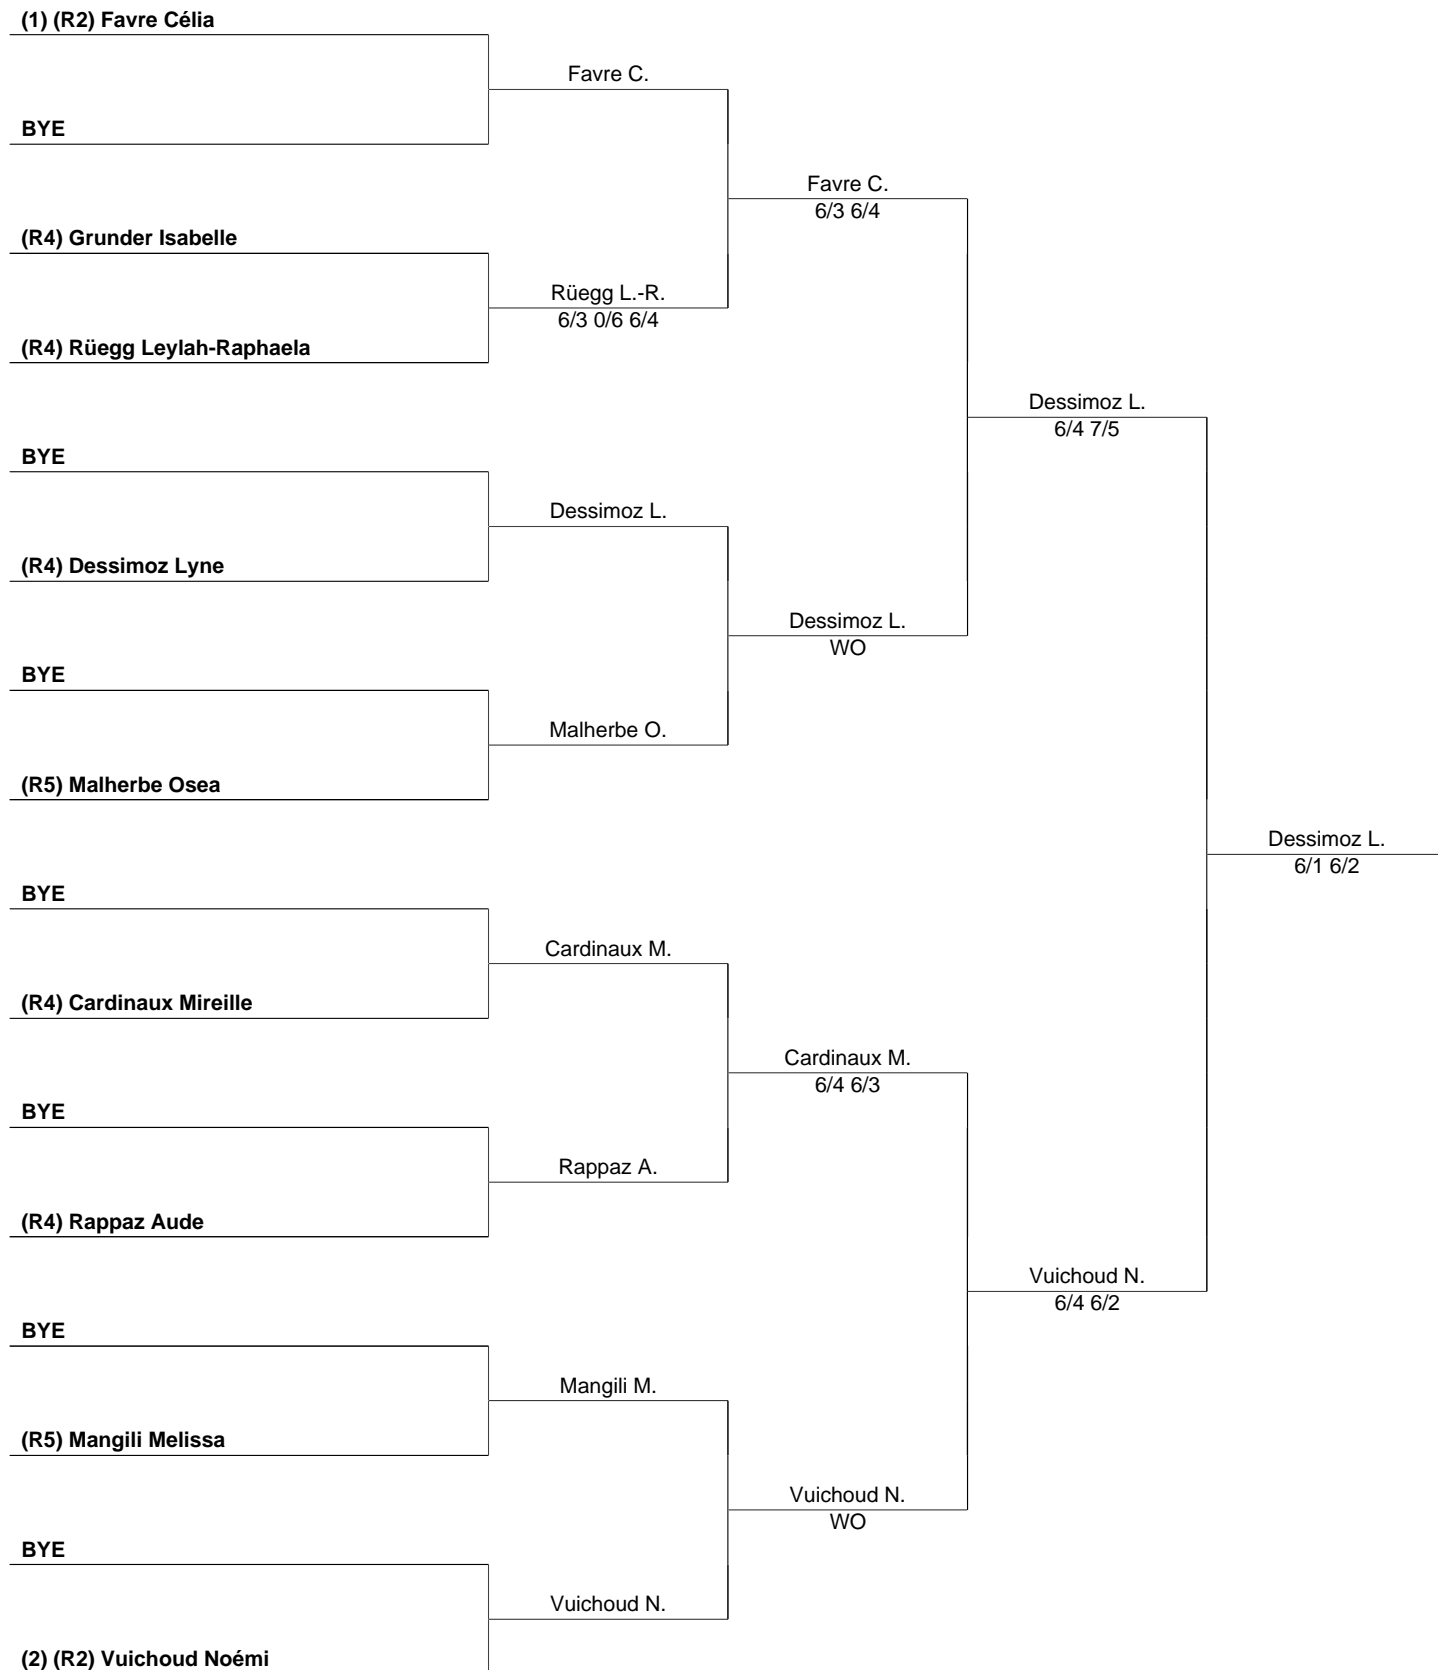 (1) (R2) Favre Célia
Favre C.
BYE
Favre C.
6/3 6/4
(R4) Grunder Isabelle
Rüegg L.-R.
6/3 0/6 6/4
(R4) Rüegg Leylah-Raphaela
Dessimoz L.
6/4 7/5
BYE
Dessimoz L.
(R4) Dessimoz Lyne
Dessimoz L.
WO
BYE
Malherbe O.
(R5) Malherbe Osea
Dessimoz L.
6/1 6/2
BYE
Cardinaux M.
(R4) Cardinaux Mireille
Cardinaux M.
6/4 6/3
BYE
Rappaz A.
(R4) Rappaz Aude
Vuichoud N.
6/4 6/2
BYE
Mangili M.
(R5) Mangili Melissa
Vuichoud N.
WO
BYE
Vuichoud N.
(2) (R2) Vuichoud Noémi